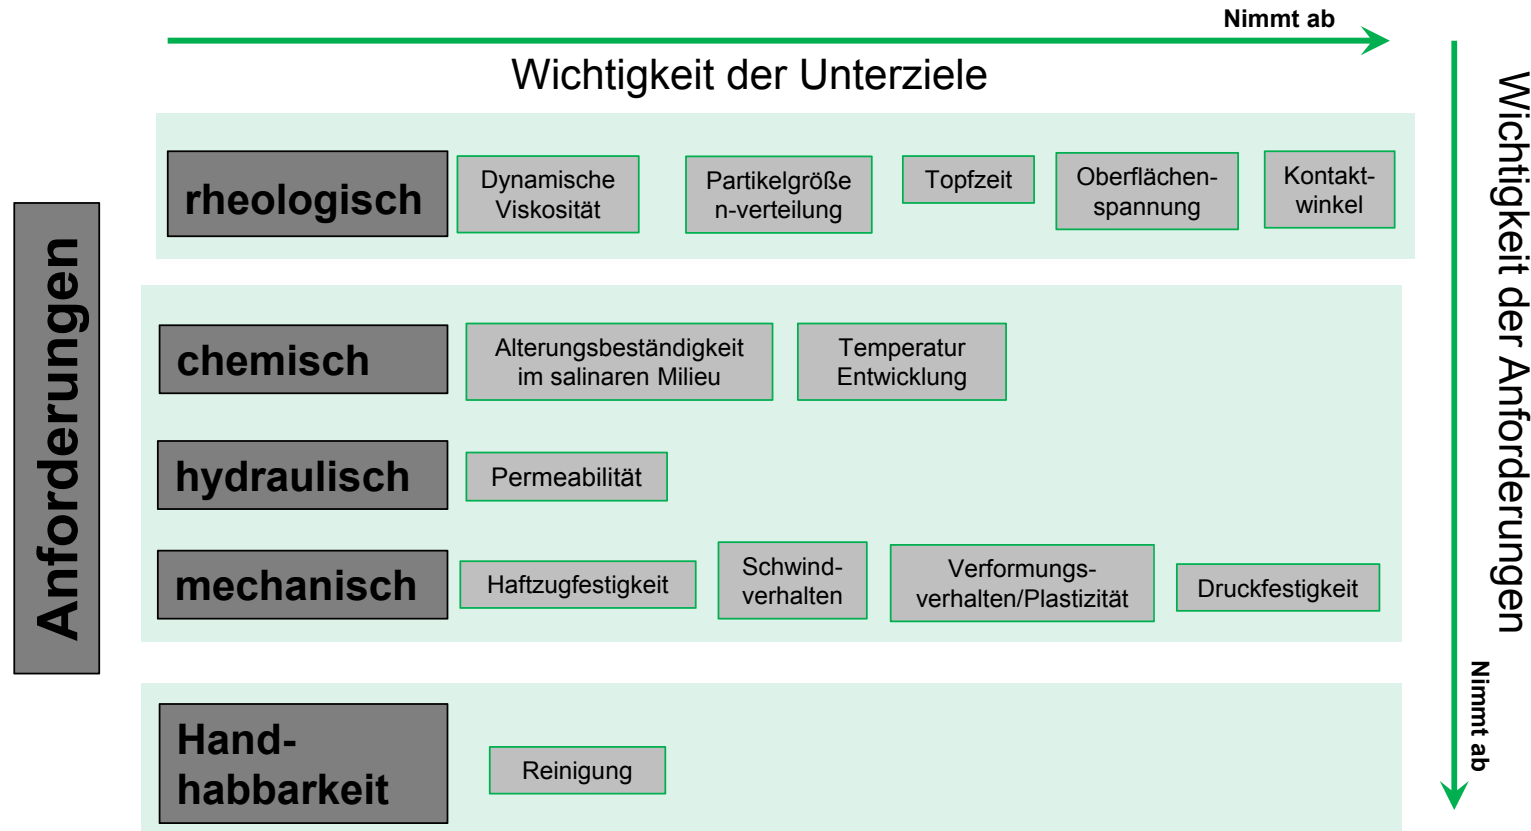 Nimmt ab
Wichtigkeit der Unterziele
Wichtigkeit der Anforderungen
Nimmt ab
Anforderungen
rheologisch
Dynamische
Viskosität
Partikelgröße
n-verteilung
Topfzeit
Oberflächen-
spannung
Kontakt-
winkel
chemisch
Alterungsbeständigkeit
im salinaren Milieu
Temperatur
Entwicklung
hydraulisch
Permeabilität
mechanisch
Haftzugfestigkeit
Schwind-
verhalten
Verformungs-
verhalten/Plastizität
Druckfestigkeit
Hand-
habbarkeit
Reinigung